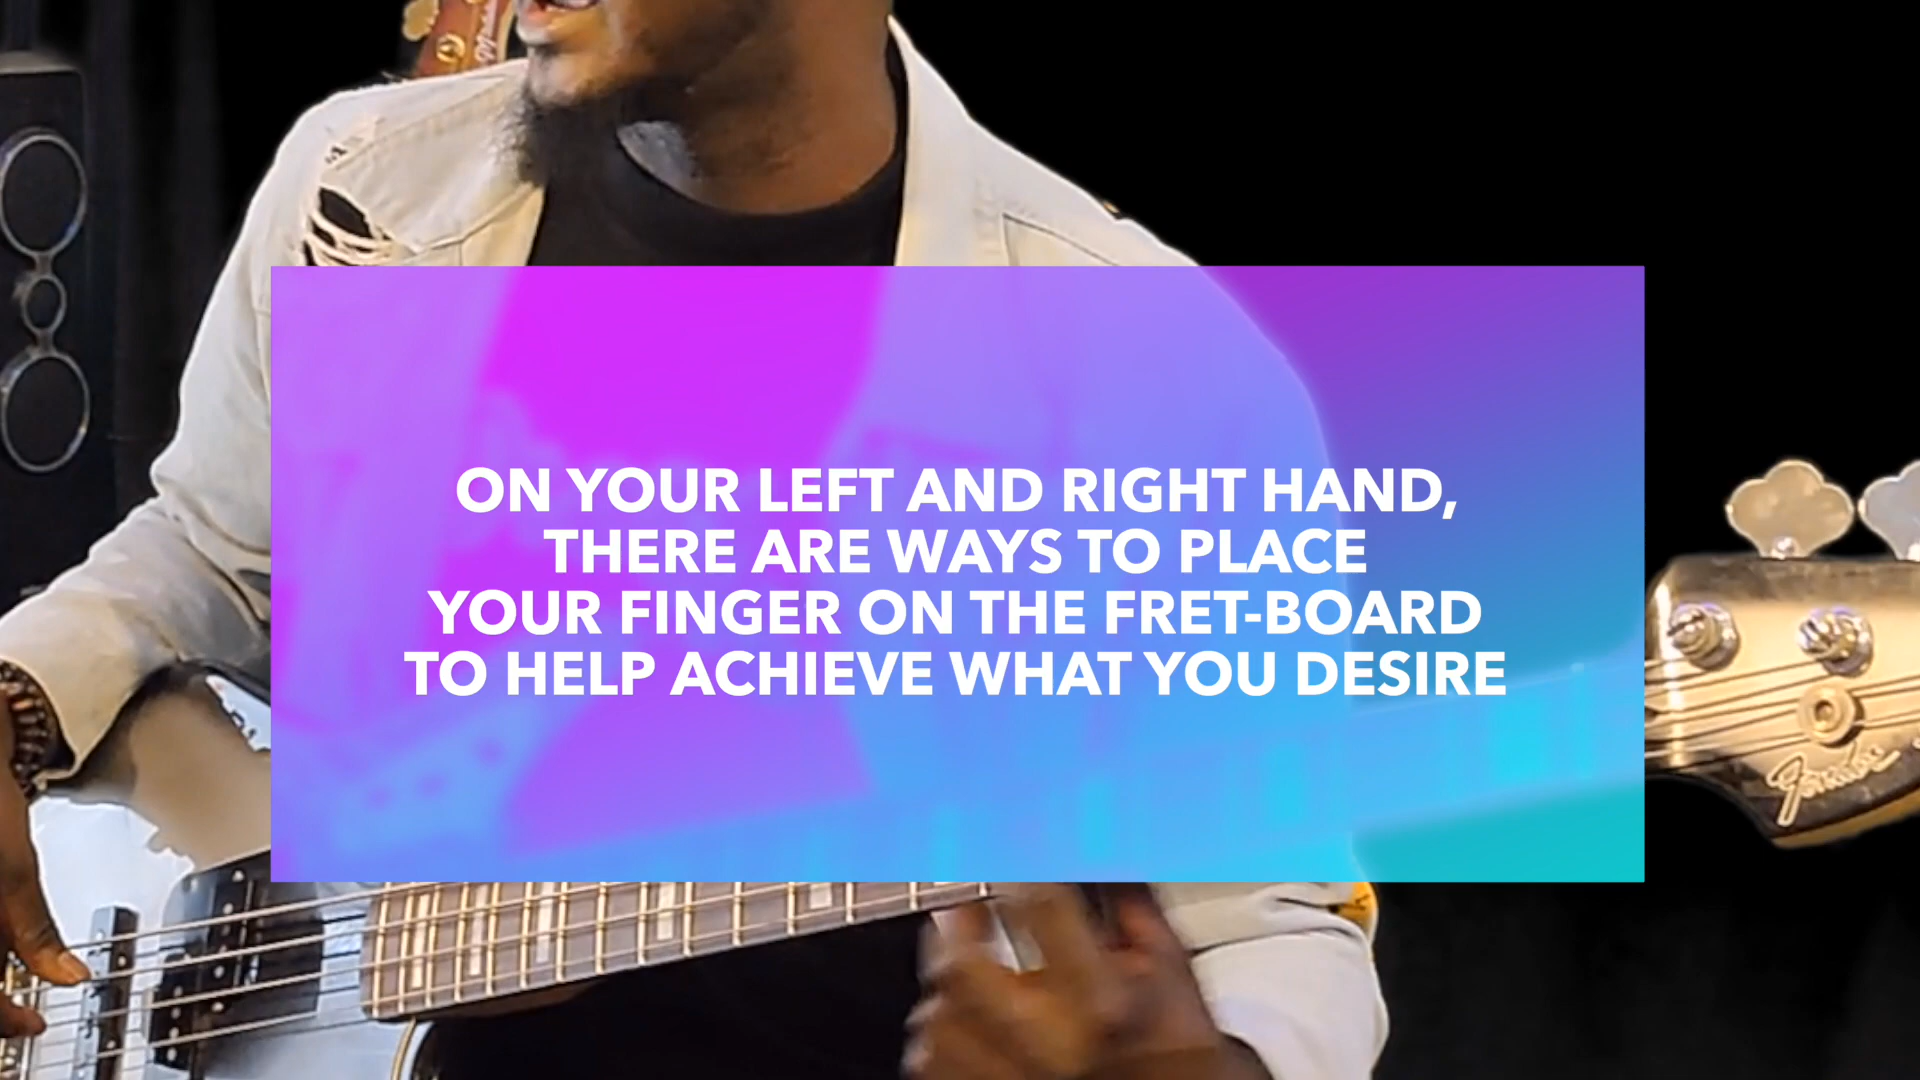 ON YOUR LEFT AND RIGHT HAND,
THERE ARE WAYS TO PLACE
YOUR FINGER ON THE FRET-BOARD
TO HELP ACHIEVE WHAT YOU DESIRE
Fender